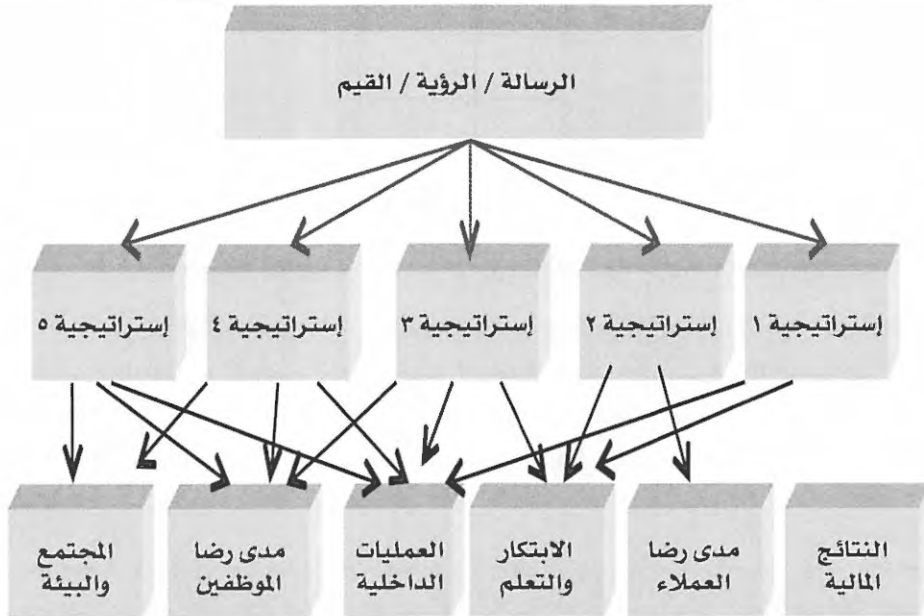 الرسالة / الرؤية / القيم
إستراتيجية ١
إستراتيجية ٢
إستراتيجية ٣
إستراتيجية ٤
إستراتيجية ٥
النتائج
المالية
مدى رضا
العملاء
الابتكار
والتعلم
العمليات
الداخلية
مدى رضا
الموظفين
المجتمع
والبيئة